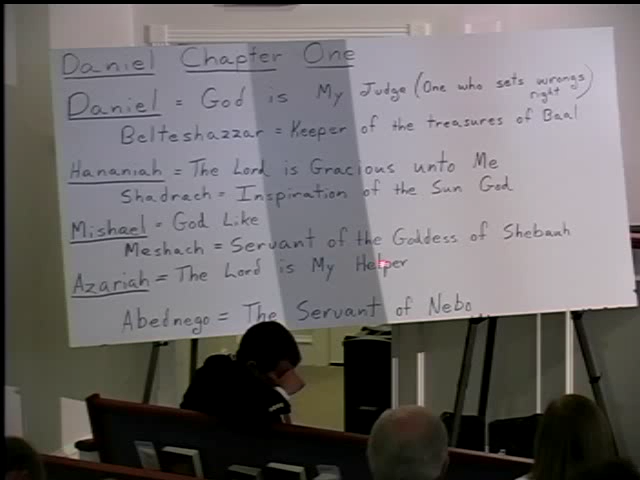 Daniel Chapter One
Daniel = God is My Judge (One who sets wrongs right)
Belteshazzar = Keeper of the treasures of Baal
Hananiah = The Lord is Gracious unto Me
Shadrach = Inspiration of the Sun God
Mishael = God Like
Meshach = Servant of the Goddess of Shebauh
Azariah = The Lord is My Helper
Abednego = The Servant of Nebo